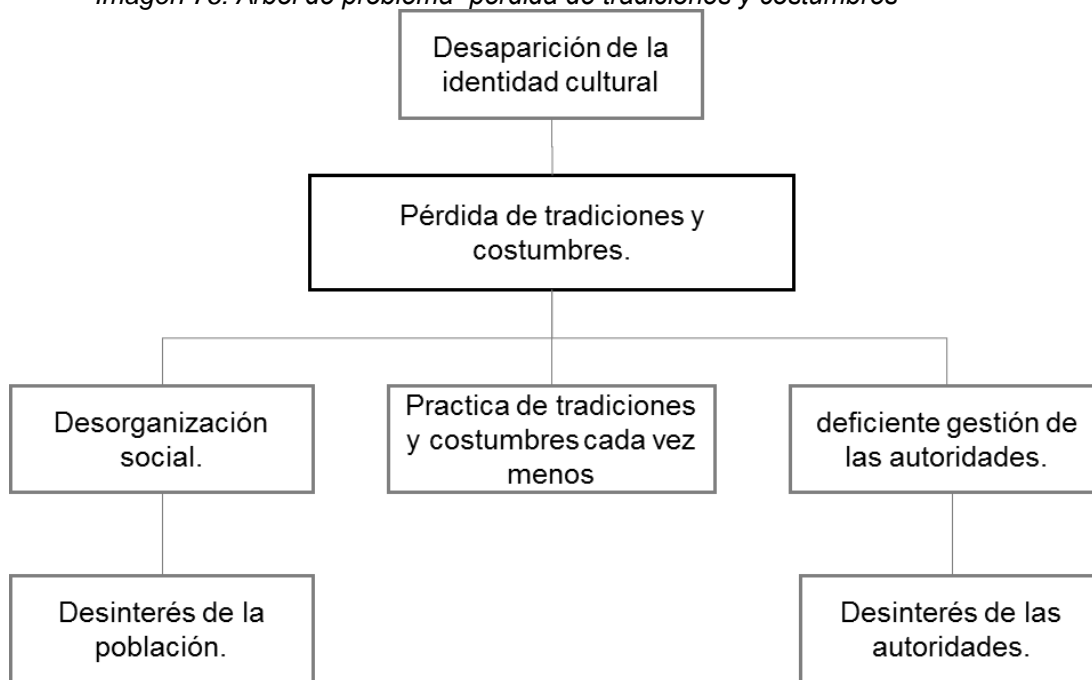 Desaparición de la
identidad cultural
Pérdida de tradiciones y
costumbres.
Desorganización
social.
Practica de tradiciones
y costumbres cada vez
menos
deficiente gestión de
las autoridades.
Desinterés de la
población.
Desinterés de las
autoridades.